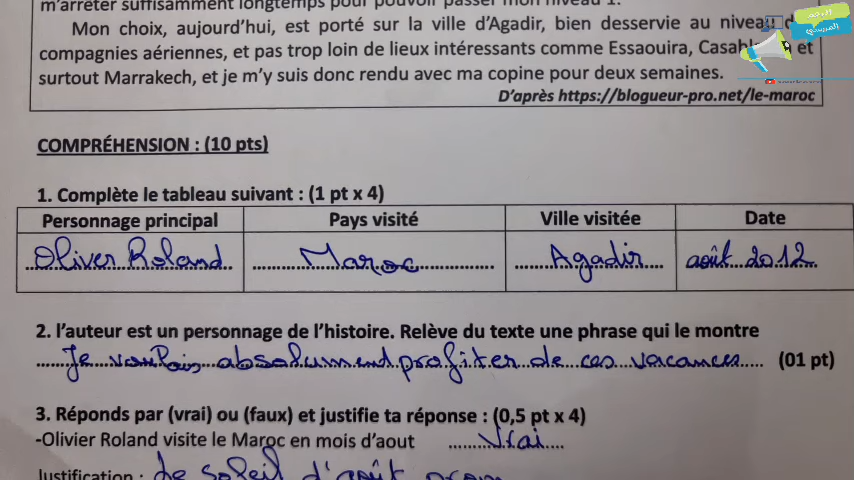 m'arrêter suffisamment longtemps pour pouvoir passer mon niveau 1.
Mon choix, aujourd'hui, est porté sur la ville d'Agadir, bien desservie au niveau
compagnies aériennes, et pas trop loin de lieux intéressants comme Essaouira, et
surtout Marrakech, et je m'y suis donc rendu avec ma copine pour deux semaines.
D'après https://blogueur-pro.net/le-maroc
COMPRÉHENSION : (10 pts)
1. Complète le tableau suivant : (1 pt x 4)
Personnage principal Pays visité Ville visitée Date
Oliver Roland Maroc Agadir août 2012
2. l'auteur est un personnage de l'histoire. Relève du texte une phrase qui le montre
Je voulais absolumend profiter de ces vacances (01 pt)
3. Réponds par (vrai) ou (faux) et justifie ta réponse : (0,5 pt x 4)
-Olivier Roland visite le Maroc en mois d'aout Vrai
Justification : Le soleil d'août